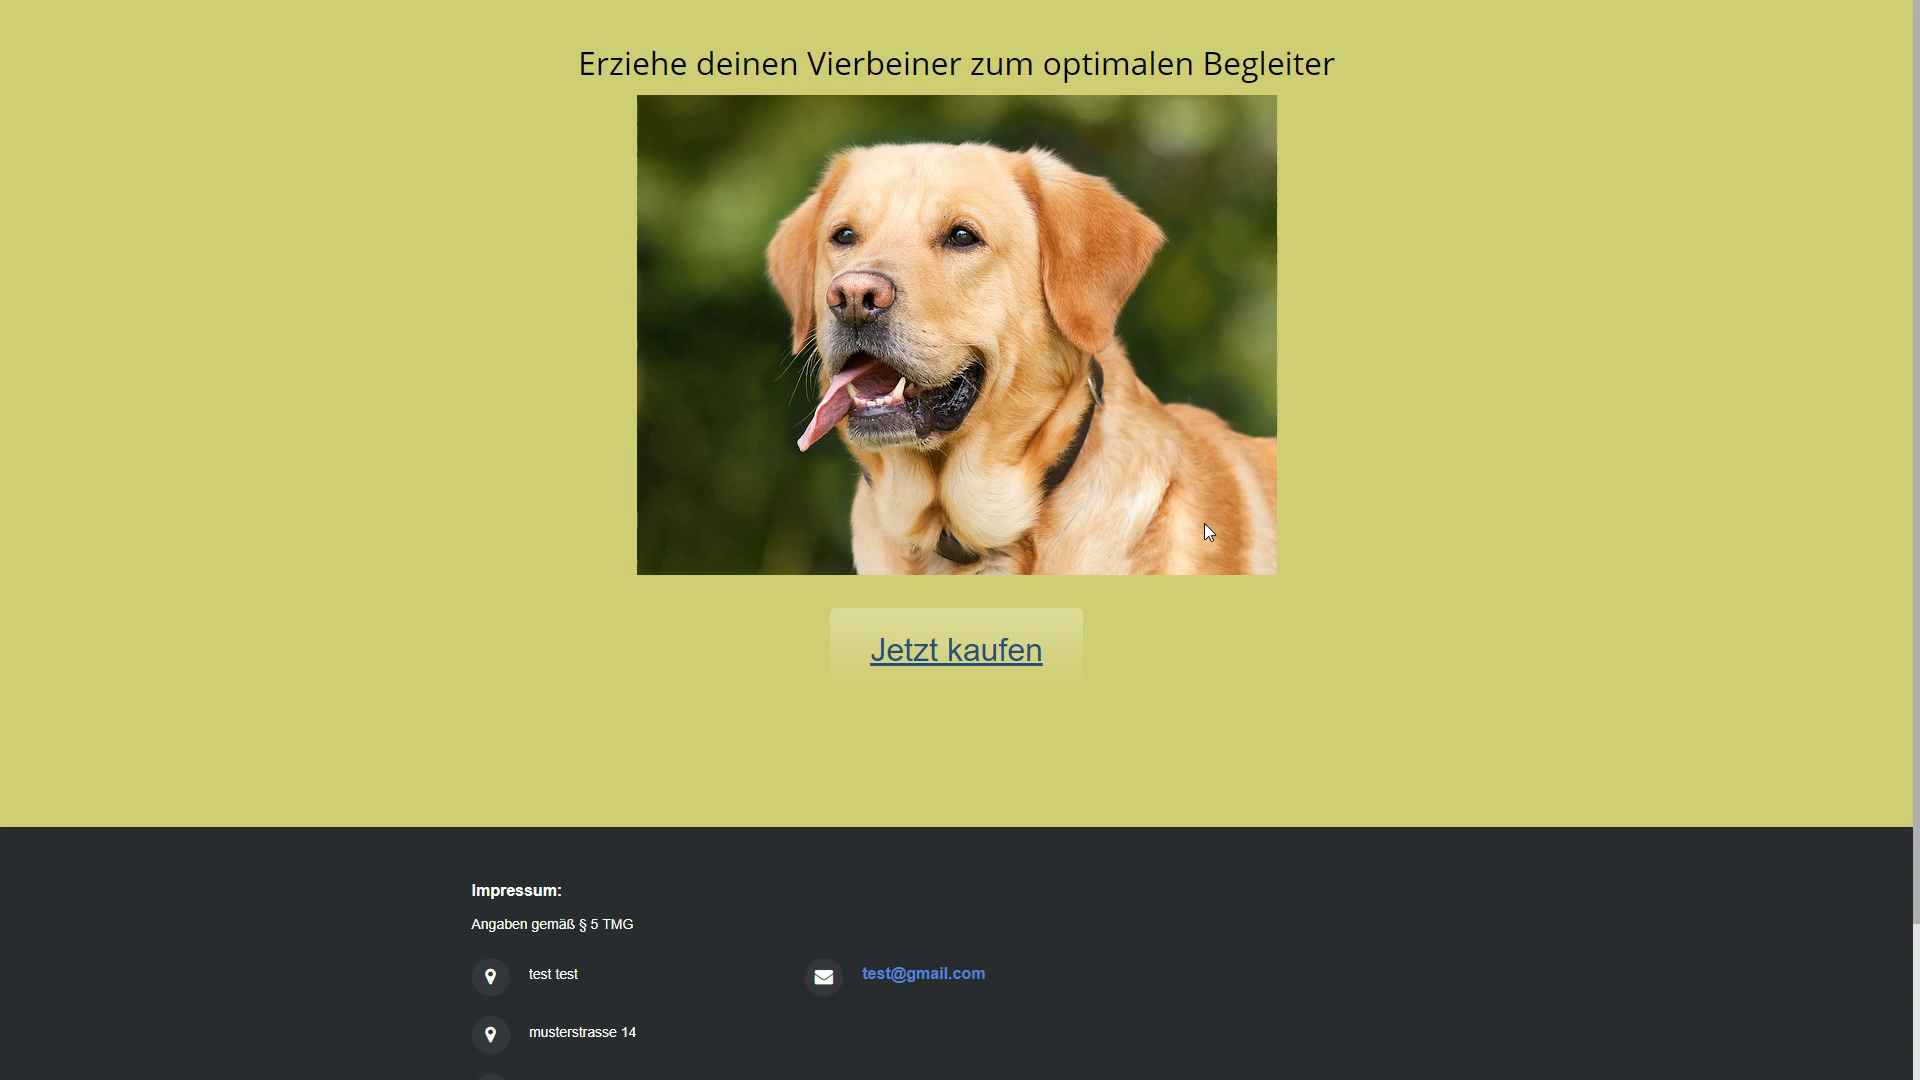 Erziehe deinen Vierbeiner zum optimalen Begleiter
Jetzt kaufen
Impressum:
Angaben gemäß § 5 TMG
test test
test@gmail.com
musterstrasse 14